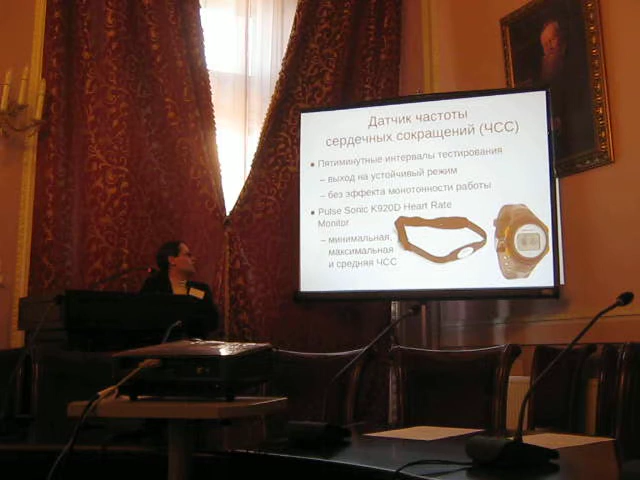 Датчик частоты
сердечных сокращений (ЧСС)
• Пятиминутные интервалы тестирования
– выход на устойчивый режим
– без эффекта монотонности работы
• Pulse Sonic K920D Heart Rate
Monitor
– минимальная,
максимальная
и средняя ЧСС